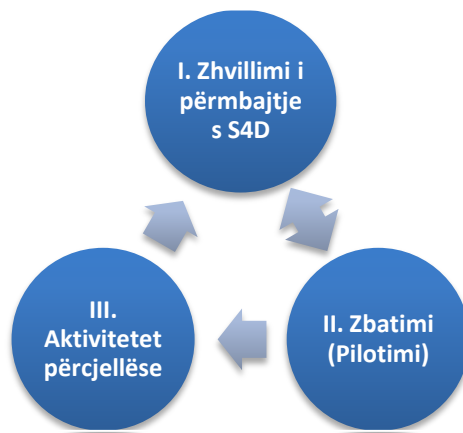 I. Zhvillimi i
përmbajtje
s S4D
II. Zbatimi
(Pilotimi)
III.
Aktivitetet
përcjellëse